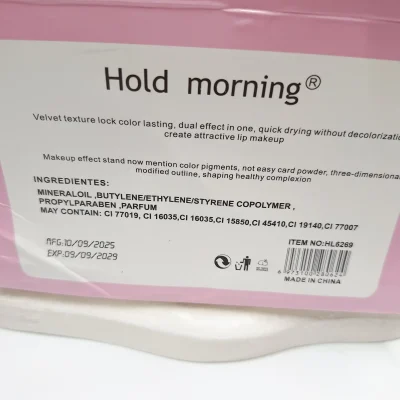 Hold morning®
Velvet texture lock color lasting, dual effect in one, quick drying without decolorizatio
create attractive lip makeup
Makeup effect stand now mention color pigments, not easy card powder, three-dimensional
modified outline, shaping healthy complexion
INGREDIENTES:
MINERALOIL ,BUTYLENE/ETHYLENE/STYRENE COPOLYMER ,
PROPYLPARABEN ,PARFUM
MAY CONTAIN: CI 77019, CI 16035,CI 16035,CI 15850,CI 45410,CI 19140,CI 77007
MFG:10/09/2025
EXP:09/09/2029
ITEM NO:HL6269
MADE IN CHINA